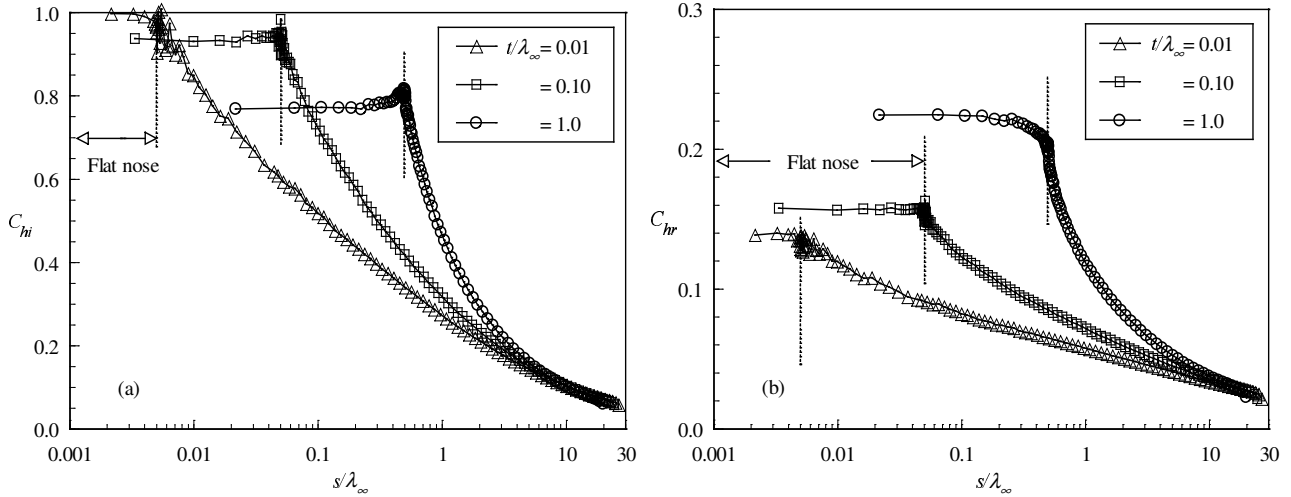 1.0
0.8
0.6
0.4
0.2
0.0
C_hi
0.001
0.01
0.1
1
10
30
s/λ∞
t/λ∞ = 0.01
= 0.10
= 1.0
Flat nose
(a)
0.3
0.2
0.1
0.0
C_hr
0.001
0.01
0.1
1
10
30
s/λ∞
t/λ∞ = 0.01
= 0.10
= 1.0
Flat nose
(b)